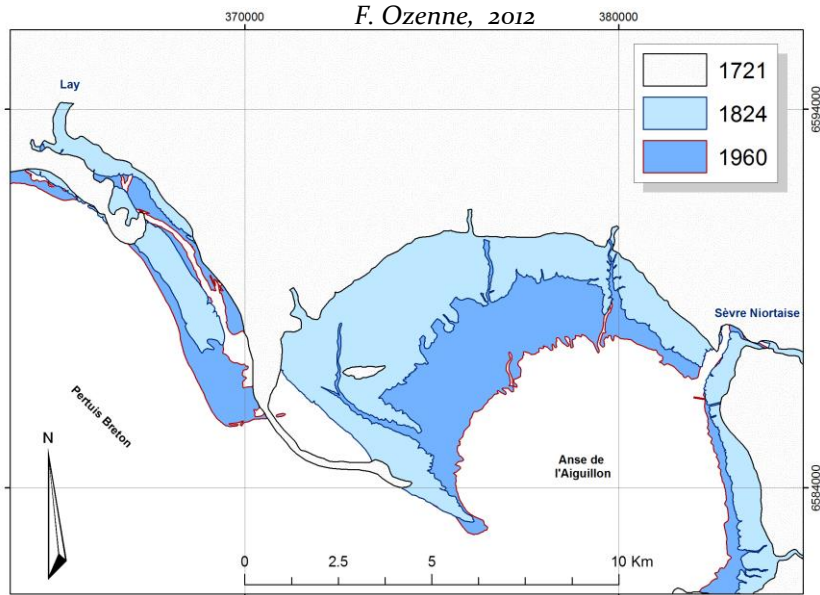 F. Ozenne, 2012
370000
380000
1721
1824
1960
Lay
6594000
Sèvre Niortaise
Pertuis Breton
Anse de
l'Aiguillon
N
6584000
0 2.5 5 10 Km